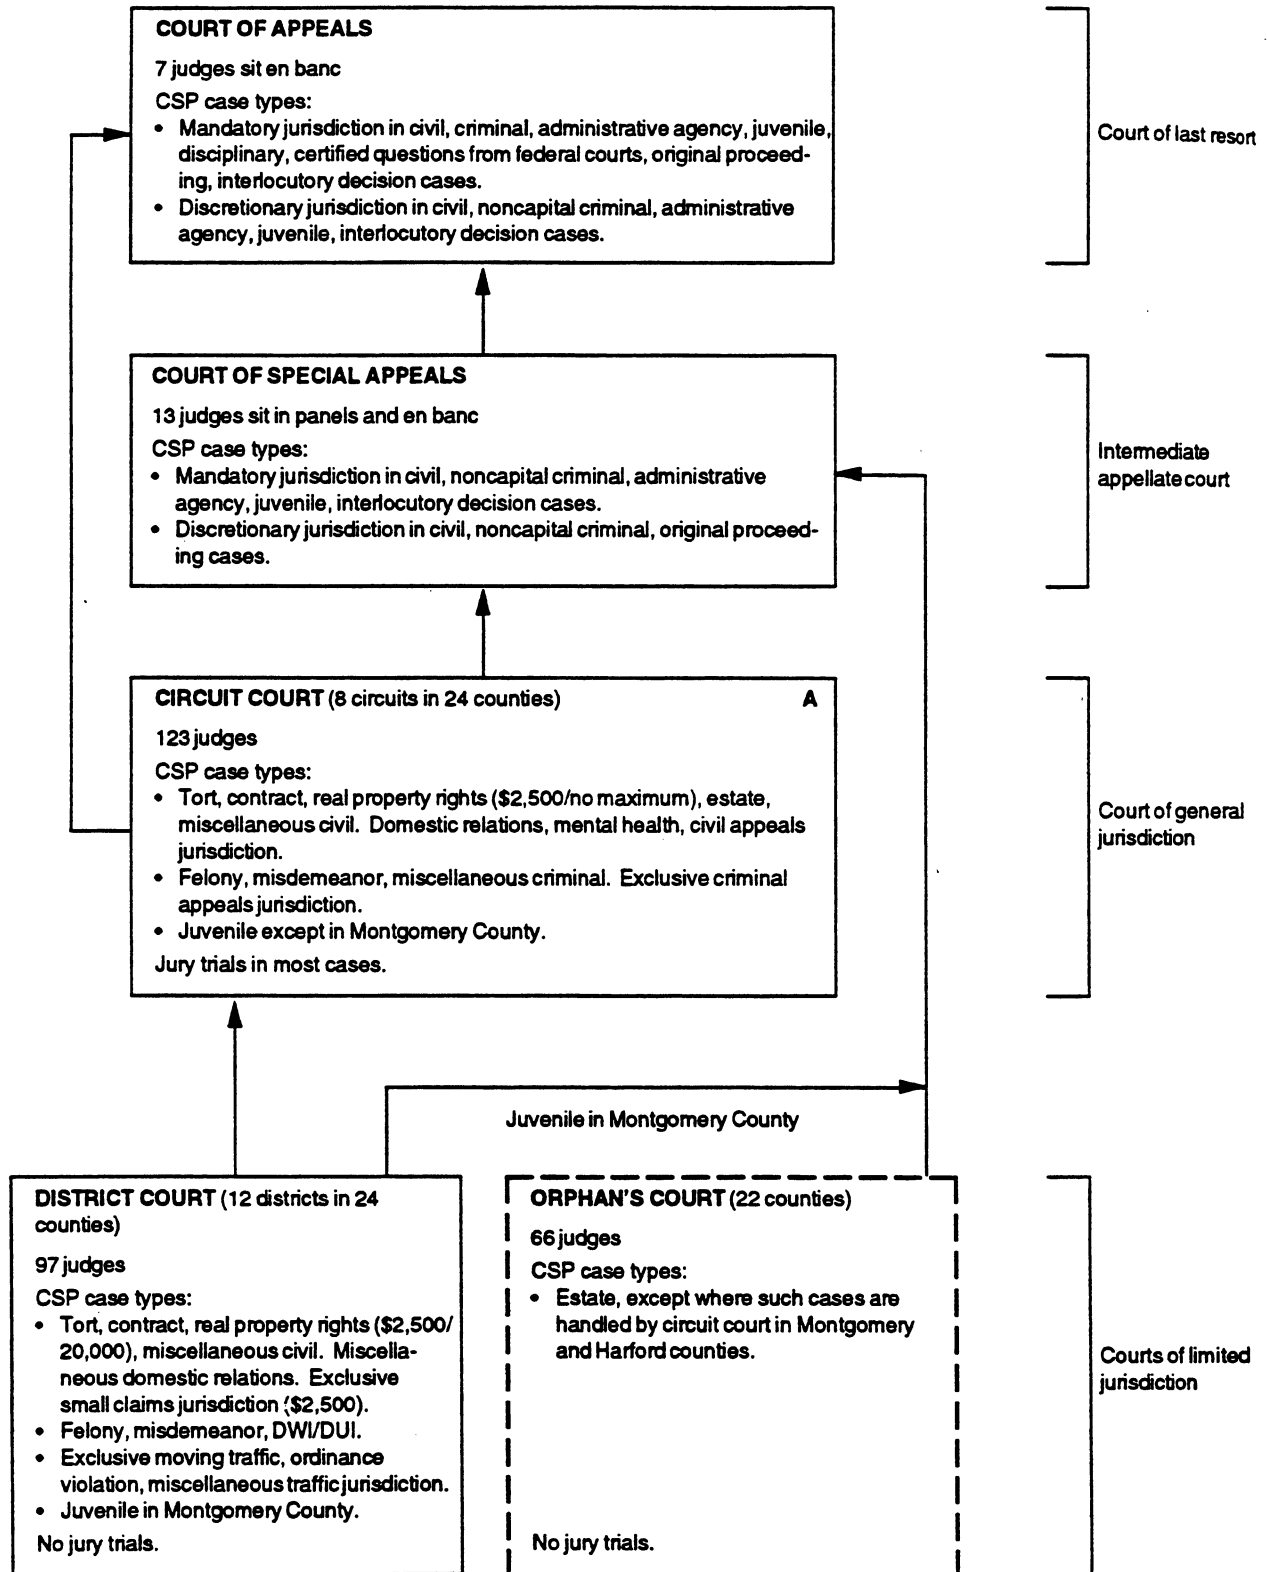 COURT OF APPEALS
7 judges sit en banc
CSP case types:
• Mandatory jurisdiction in civil, criminal, administrative agency, juvenile,
disciplinary, certified questions from federal courts, original proceed-
ing, interlocutory decision cases.
• Discretionary jurisdiction in civil, noncapital criminal, administrative
agency, juvenile, interlocutory decision cases.
Court of last resort
COURT OF SPECIAL APPEALS
13 judges sit in panels and en banc
CSP case types:
• Mandatory jurisdiction in civil, noncapital criminal, administrative
agency, juvenile, interlocutory decision cases.
• Discretionary jurisdiction in civil, noncapital criminal, original proceed-
ing cases.
Intermediate
appellate court
CIRCUIT COURT (8 circuits in 24 counties) A
123 judges
CSP case types:
• Tort, contract, real property rights ($2,500/no maximum), estate,
miscellaneous civil. Domestic relations, mental health, civil appeals
jurisdiction.
• Felony, misdemeanor, miscellaneous criminal. Exclusive criminal
appeals jurisdiction.
• Juvenile except in Montgomery County.
Jury trials in most cases.
Court of general
jurisdiction
Juvenile in Montgomery County
DISTRICT COURT (12 districts in 24
counties)
97 judges
CSP case types:
• Tort, contract, real property rights ($2,500/
20,000), miscellaneous civil. Miscella-
neous domestic relations. Exclusive
small claims jurisdiction ($2,500).
• Felony, misdemeanor, DWI/DUI.
• Exclusive moving traffic, ordinance
violation, miscellaneous traffic jurisdiction.
• Juvenile in Montgomery County.
No jury trials.
ORPHAN'S COURT (22 counties)
66 judges
CSP case types:
• Estate, except where such cases are
handled by circuit court in Montgomery
and Harford counties.
No jury trials.
Courts of limited
jurisdiction